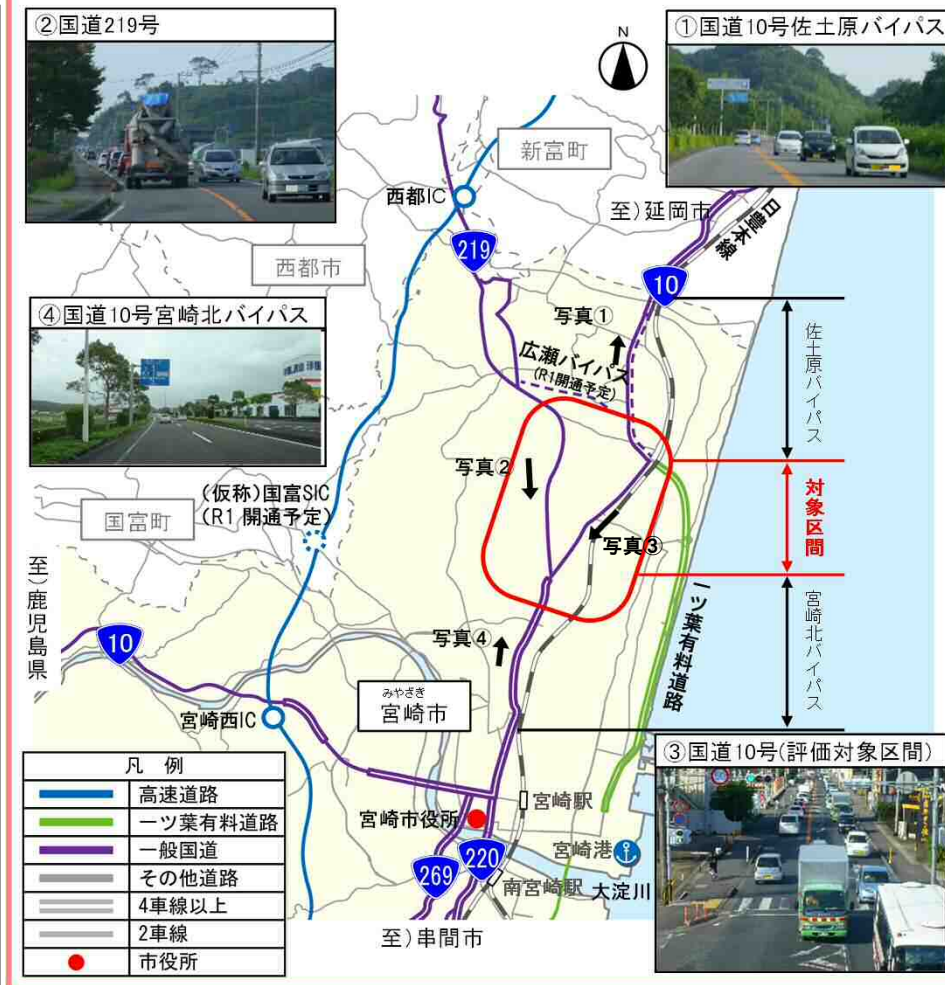 ②国道219号
①国道10号佐土原バイパス
N
新富町
西都IC
至)延岡市
日豊本線
219
西都市
10
④国道10号宮崎北バイパス
写真①
広瀬バイパス
(R1開通予定)
佐土原バイパス
写真②
(仮称)国富SIC
(R1 開通予定)
国富町
対象区間
写真③
至)鹿児島県
一ツ葉有料道路
宮崎北バイパス
10
写真④
みやざき
宮崎市
宮崎西IC
③国道10号(評価対象区間)
凡 例
高速道路
一ツ葉有料道路
一般国道
その他道路
4車線以上
2車線
市役所
宮崎駅
宮崎市役所
宮崎港
220
269
南宮崎駅
大淀川
至)串間市